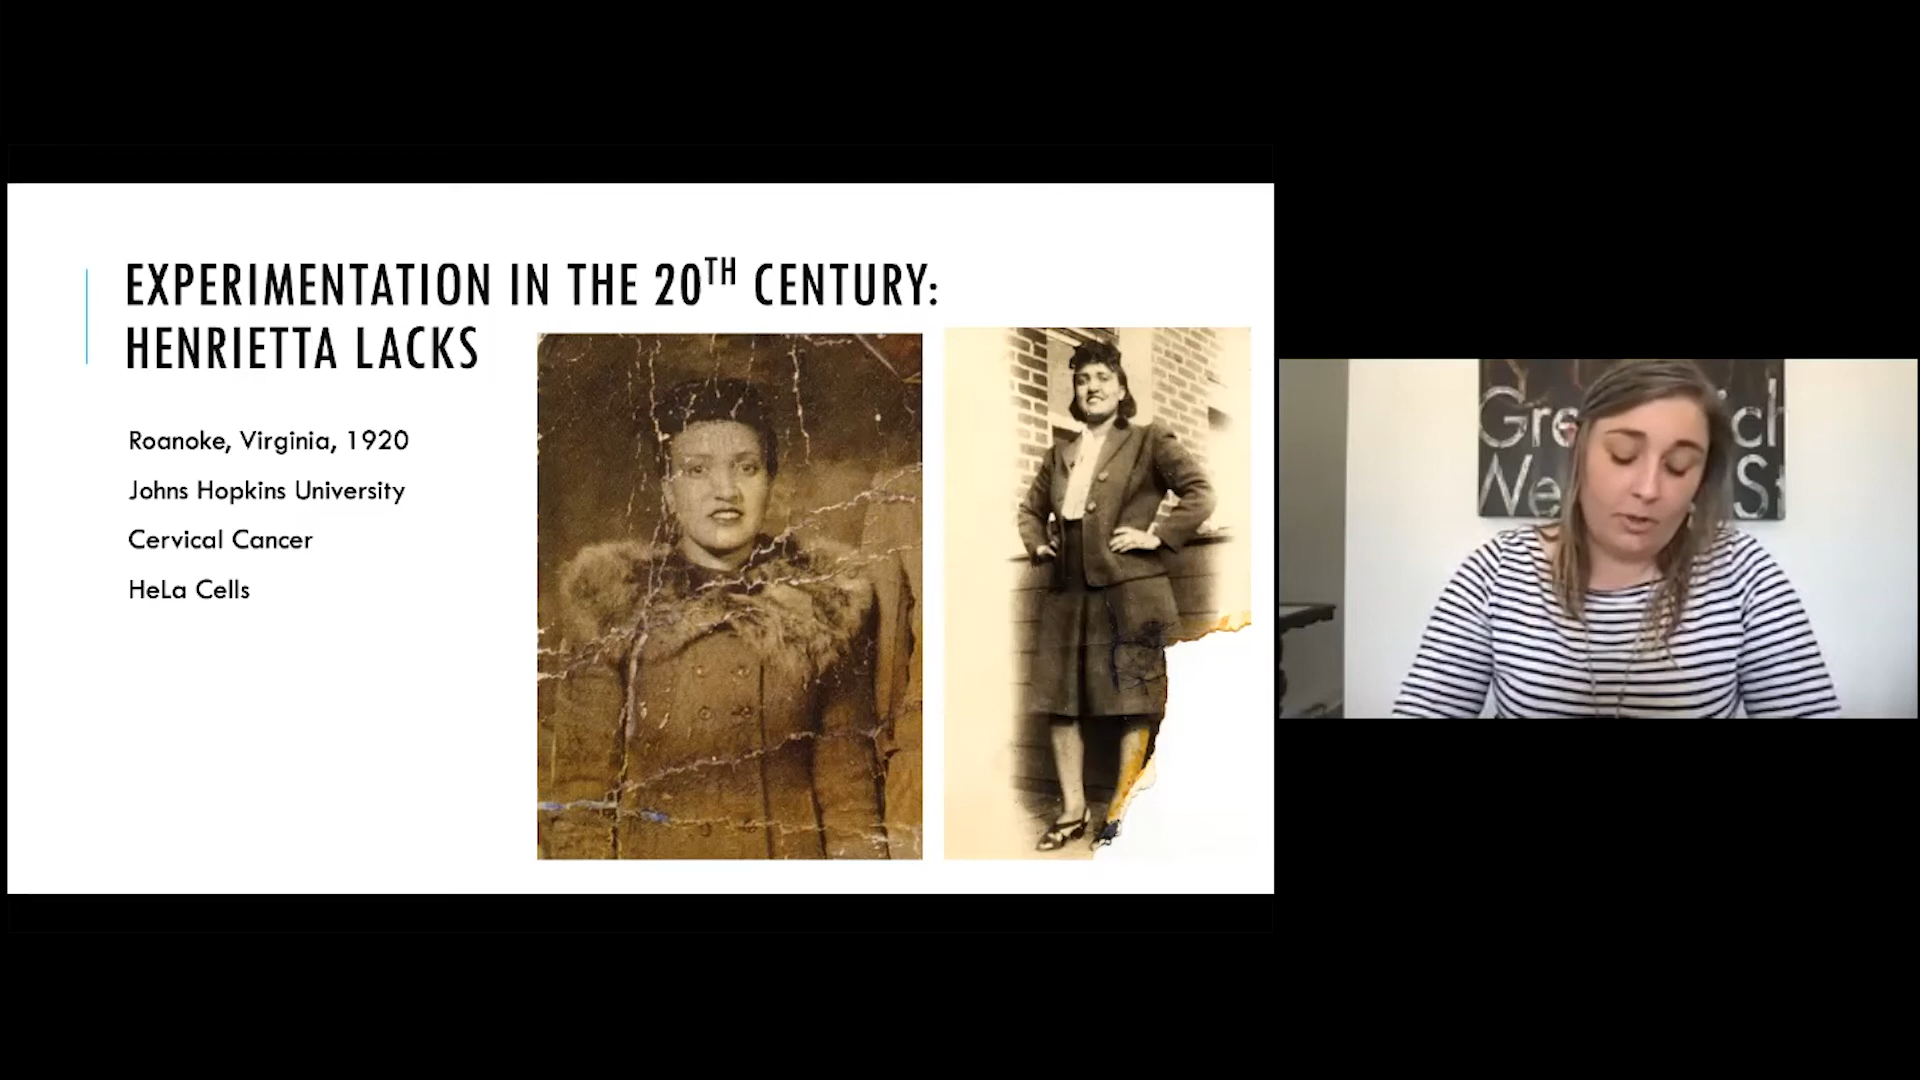 EXPERIMENTATION IN THE 20TH CENTURY:
HENRIETTA LACKS
Roanoke, Virginia, 1920
Johns Hopkins University
Cervical Cancer
HeLa Cells